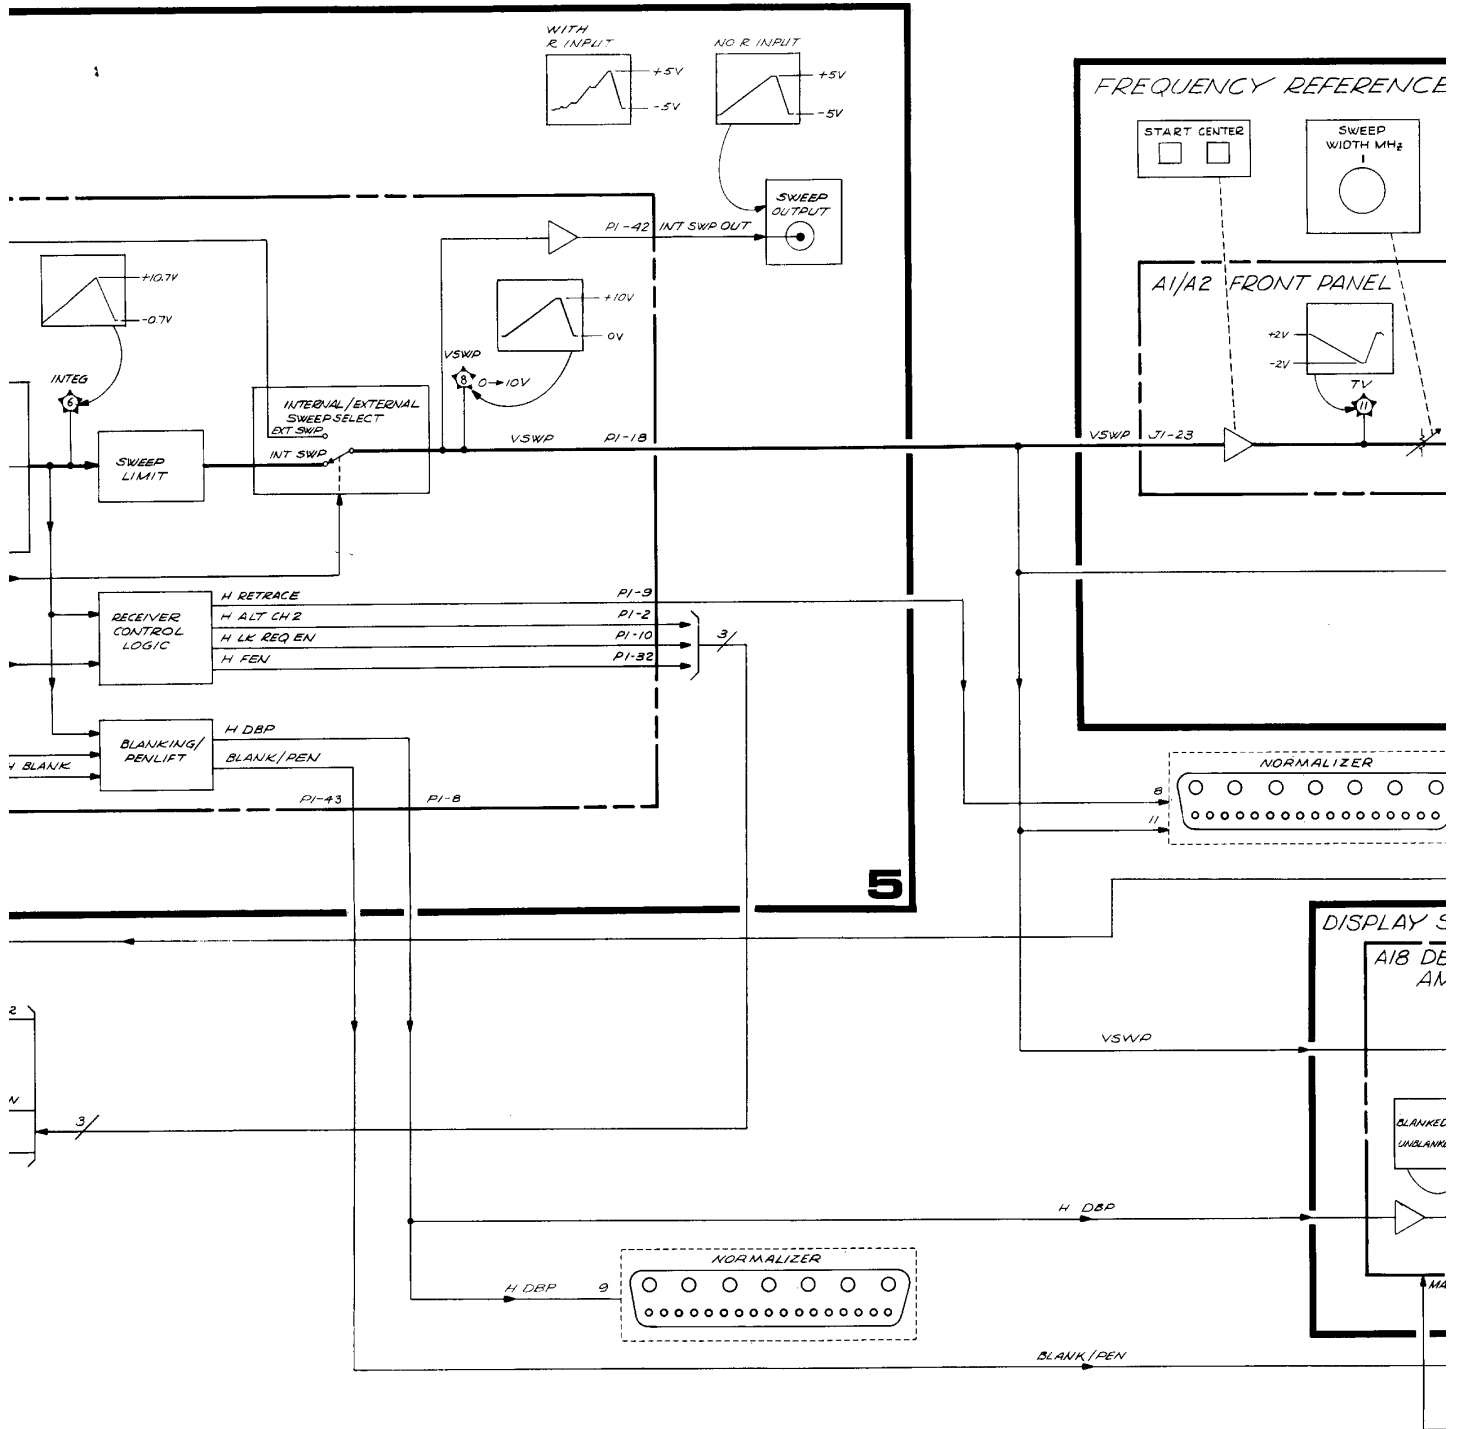 WITH
R INPUT
+5V
-5V
NO R INPUT
+5V
-5V
SWEEP
OUTPUT
P1-42
INT SWP OUT
+10.7V
-0.7V
INTEG
6
+10V
0V
VSWP
8
0→10V
INTERNAL/EXTERNAL
SWEEP SELECT
EXT SWP
INT SWP
SWEEP
LIMIT
VSWP
P1-18
RECEIVER
CONTROL
LOGIC
H RETRACE
P1-9
H ALT CH 2
P1-2
H LK REQ EN
P1-10
H FEN
P1-32
3
BLANKING/
PENLIFT
H BLANK
H DBP
BLANK/PEN
P1-43
P1-8
5
FREQUENCY REFERENCE
START CENTER
SWEEP
WIDTH MHz
A1/A2 FRONT PANEL
+2V
-2V
TV
11
VSWP J1-23
NORMALIZER
8
11
DISPLAY S
A18 DE
AM
VSWP
2
N
3
BLANKED
UNBLANKE
H DBP
MA
NORMALIZER
H DBP
9
BLANK/PEN